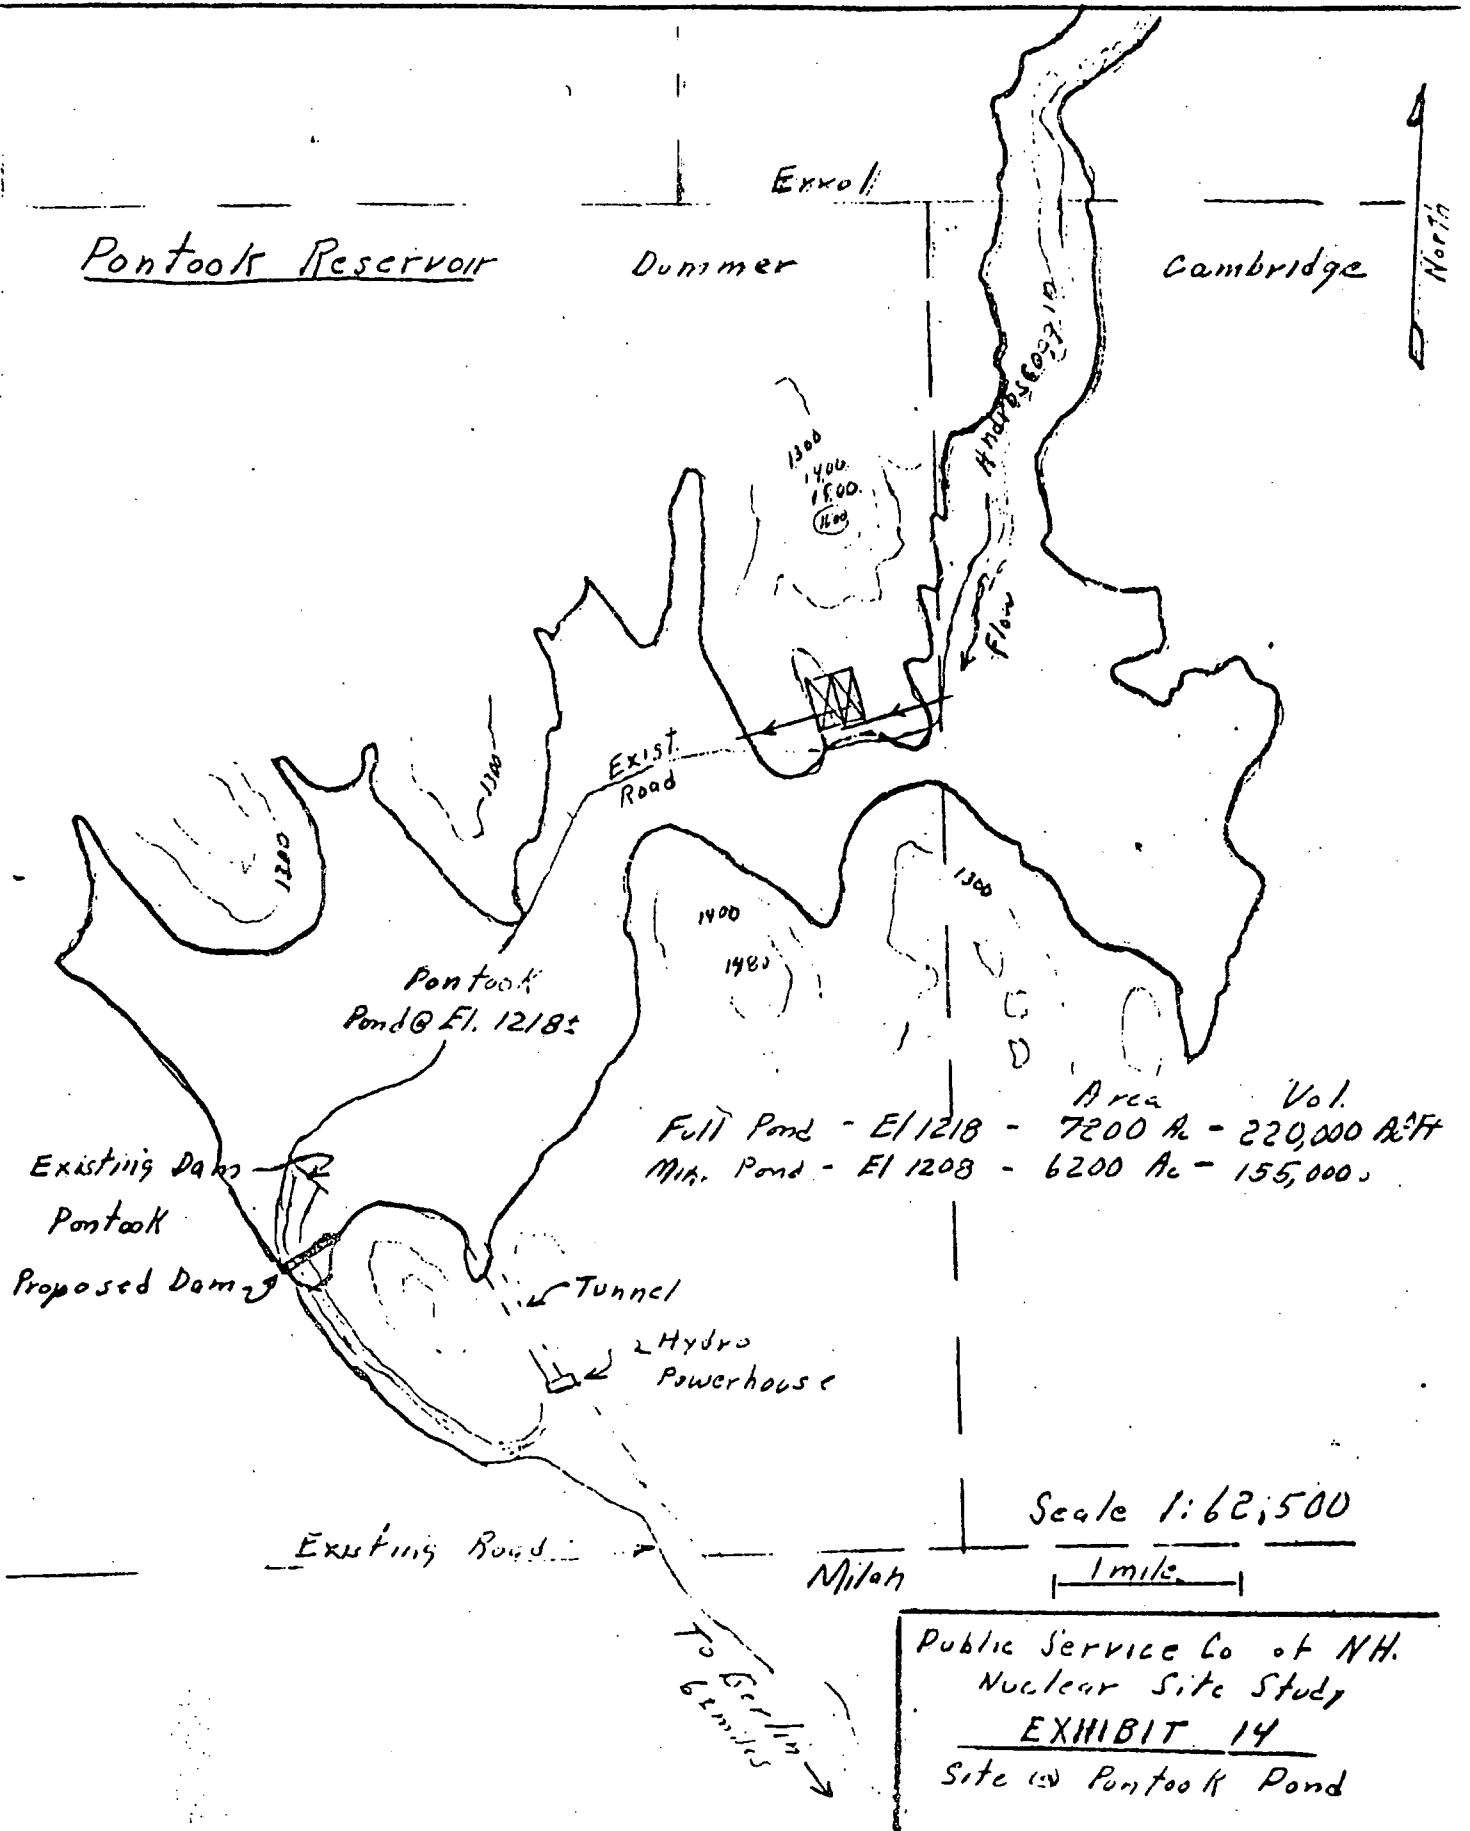 Errol
North
Pontook Reservoir
Dummer
Cambridge
Androscoggin
1300
1400
1500
1600
Flow
Exist.
Road
1300
1200
1300
1400
1480
Pontook
Pond @ El. 1218±
Area Vol.
Full Pond - El 1218 - 7200 Ac - 220,000 Ac Ft
Min. Pond - El 1208 - 6200 Ac - 155,000
Existing Dam
Pontook
Proposed Dam
Tunnel
Hydro
Powerhouse
Scale 1:62,500
Existing Road
Milan
1 mile
To Berlin
miles
Public Service Co of NH.
Nuclear Site Study
EXHIBIT 14
Site @ Pontook Pond